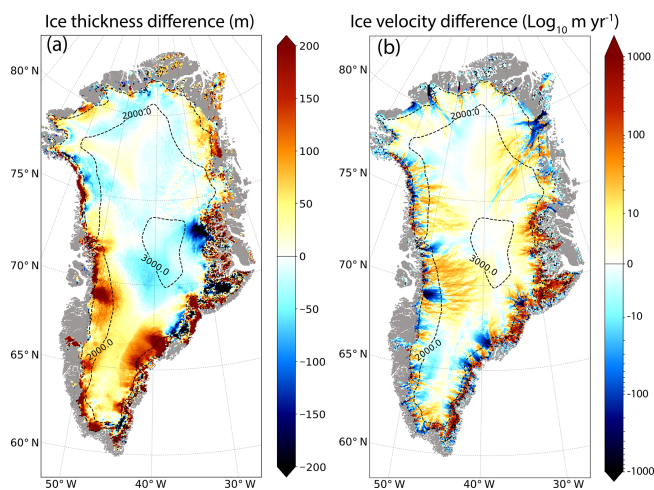 Ice thickness difference (m)
Ice velocity difference (Log10 m yr-1)
(a)
(b)
80° N
75° N
70° N
65° N
60° N
50° W
40° W
30° W
2000.0
3000.0
2000.0
200
150
100
50
0
−50
−100
−150
−200
80° N
75° N
70° N
65° N
60° N
50° W
40° W
30° W
2000.0
3000.0
2000.0
1000
100
10
0
-10
-100
-1000